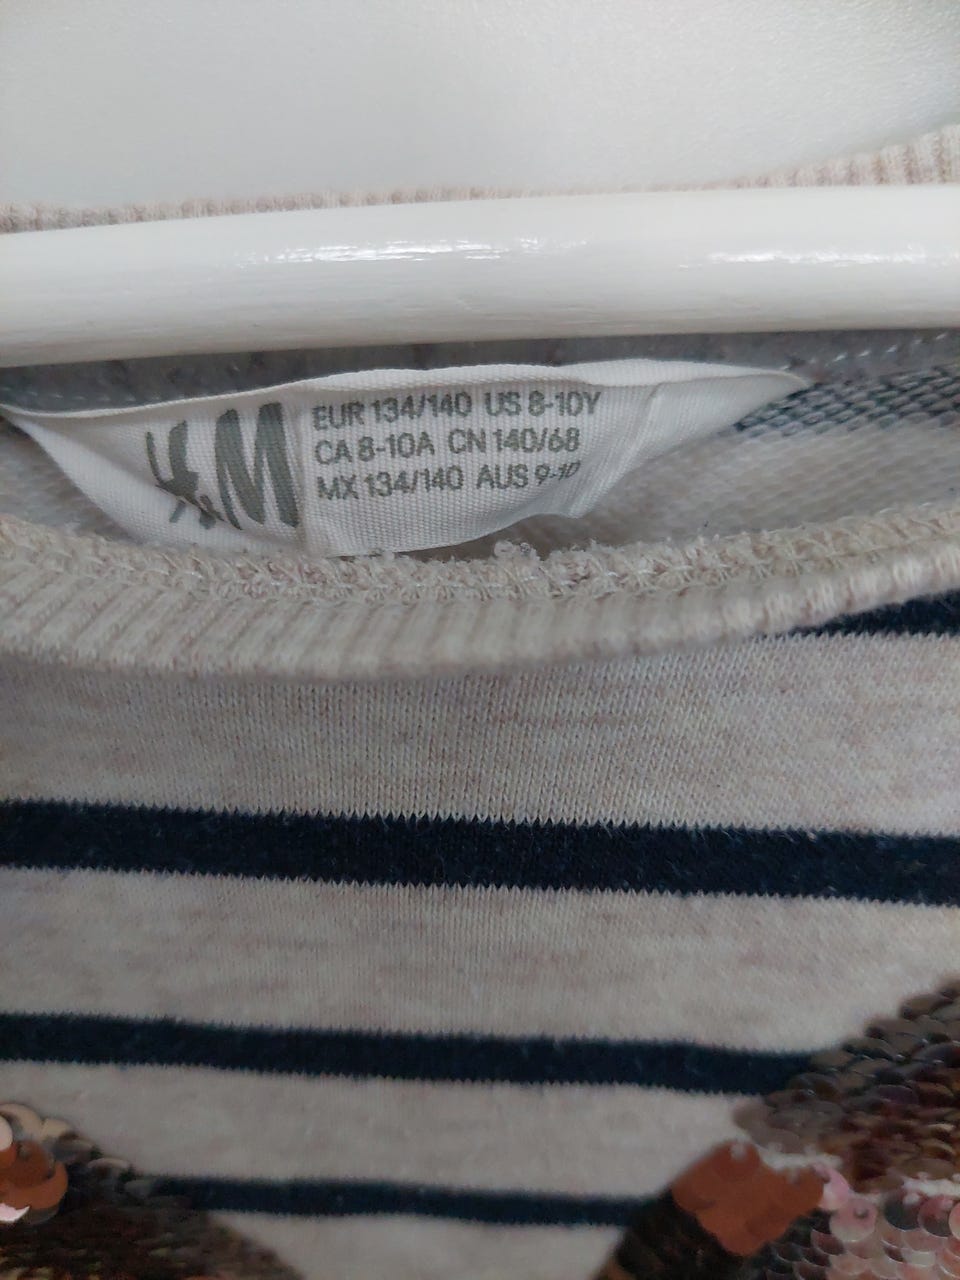 H&M
EUR 134/140 US 8-10Y
CA 8-10A CN 140/68
MX 134/140 AUS 9-10